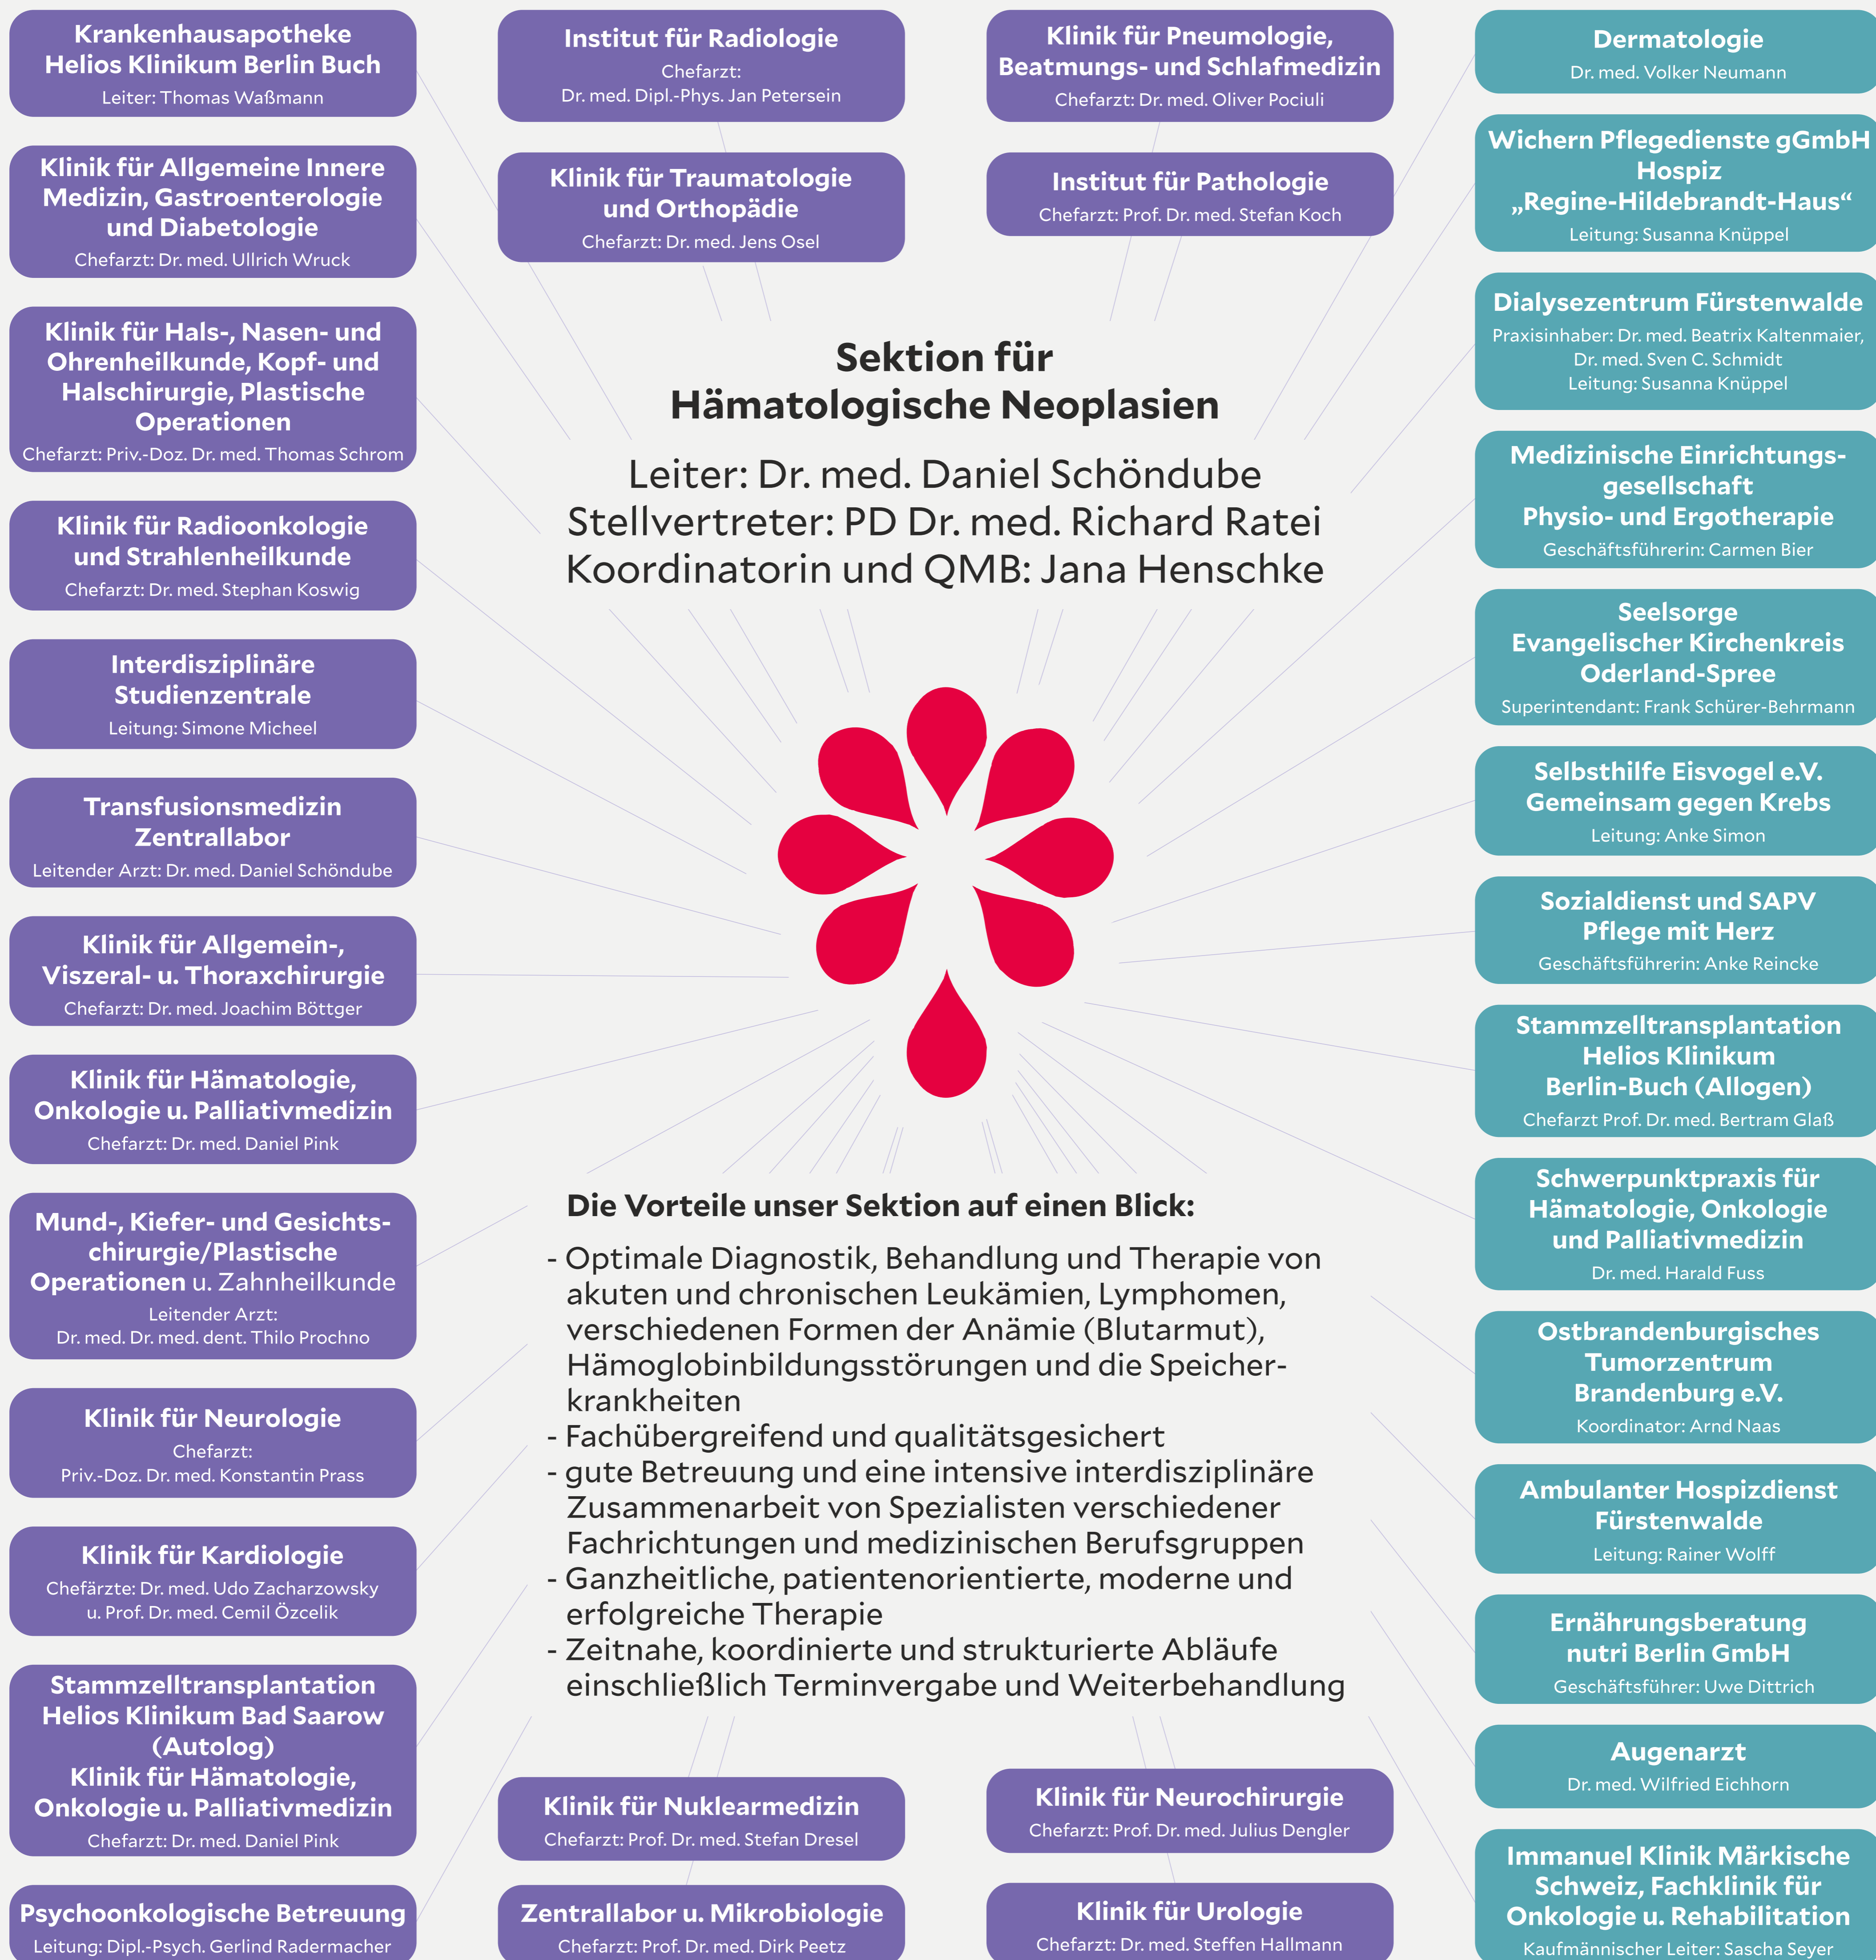 Krankenhausapotheke
Helios Klinikum Berlin Buch
Leiter: Thomas Waßmann
Klinik für Allgemeine Innere
Medizin, Gastroenterologie
und Diabetologie
Chefarzt: Dr. med. Ullrich Wruck
Klinik für Hals-, Nasen- und
Ohrenheilkunde, Kopf- und
Halschirurgie, Plastische
Operationen
Chefarzt: Priv.-Doz. Dr. med. Thomas Schrom
Klinik für Radioonkologie
und Strahlenheilkunde
Chefarzt: Dr. med. Stephan Koswig
Interdisziplinäre
Studienzentrale
Leitung: Simone Micheel
Transfusionsmedizin
Zentrallabor
Leitender Arzt: Dr. med. Daniel Schöndube
Klinik für Allgemein-,
Viszeral- u. Thoraxchirurgie
Chefarzt: Dr. med. Joachim Böttger
Klinik für Hämatologie,
Onkologie u. Palliativmedizin
Chefarzt: Dr. med. Daniel Pink
Mund-, Kiefer- und Gesichts-
chirurgie/Plastische
Operationen u. Zahnheilkunde
Leitender Arzt:
Dr. med. Dr. med. dent. Thilo Prochno
Klinik für Neurologie
Chefarzt:
Priv.-Doz. Dr. med. Konstantin Prass
Klinik für Kardiologie
Chefärzte: Dr. med. Udo Zacharzowsky
u. Prof. Dr. med. Cemil Özcelik
Stammzelltransplantation
Helios Klinikum Bad Saarow
(Autolog)
Klinik für Hämatologie,
Onkologie u. Palliativmedizin
Chefarzt: Dr. med. Daniel Pink
Psychoonkologische Betreuung
Leitung: Dipl.-Psych. Gerlind Radermacher
Institut für Radiologie
Chefarzt:
Dr. med. Dipl.-Phys. Jan Petersein
Klinik für Traumatologie
und Orthopädie
Chefarzt: Dr. med. Jens Osel
Klinik für Pneumologie,
Beatmungs- und Schlafmedizin
Chefarzt: Dr. med. Oliver Pociuli
Institut für Pathologie
Chefarzt: Prof. Dr. med. Stefan Koch
Sektion für
Hämatologische Neoplasien
Leiter: Dr. med. Daniel Schöndube
Stellvertreter: PD Dr. med. Richard Ratei
Koordinatorin und QMB: Jana Henschke
Die Vorteile unser Sektion auf einen Blick:
- Optimale Diagnostik, Behandlung und Therapie von
akuten und chronischen Leukämien, Lymphomen,
verschiedenen Formen der Anämie (Blutarmut),
Hämoglobinbildungsstörungen und die Speicher-
krankheiten
- Fachübergreifend und qualitätsgesichert
- gute Betreuung und eine intensive interdisziplinäre
Zusammenarbeit von Spezialisten verschiedener
Fachrichtungen und medizinischen Berufsgruppen
- Ganzheitliche, patientenorientierte, moderne und
erfolgreiche Therapie
- Zeitnahe, koordinierte und strukturierte Abläufe
einschließlich Terminvergabe und Weiterbehandlung
Klinik für Nuklearmedizin
Chefarzt: Prof. Dr. med. Stefan Dresel
Zentrallabor u. Mikrobiologie
Chefarzt: Prof. Dr. med. Dirk Peetz
Klinik für Neurochirurgie
Chefarzt: Prof. Dr. med. Julius Dengler
Klinik für Urologie
Chefarzt: Dr. med. Steffen Hallmann
Dermatologie
Dr. med. Volker Neumann
Wichern Pflegedienste gGmbH
Hospiz
„Regine-Hildebrandt-Haus“
Leitung: Susanna Knüppel
Dialysezentrum Fürstenwalde
Praxisinhaber: Dr. med. Beatrix Kaltenmaier,
Dr. med. Sven C. Schmidt
Leitung: Susanna Knüppel
Medizinische Einrichtungs-
gesellschaft
Physio- und Ergotherapie
Geschäftsführerin: Carmen Bier
Seelsorge
Evangelischer Kirchenkreis
Oderland-Spree
Superintendant: Frank Schürer-Behrmann
Selbsthilfe Eisvogel e.V.
Gemeinsam gegen Krebs
Leitung: Anke Simon
Sozialdienst und SAPV
Pflege mit Herz
Geschäftsführerin: Anke Reincke
Stammzelltransplantation
Helios Klinikum
Berlin-Buch (Allogen)
Chefarzt Prof. Dr. med. Bertram Glaß
Schwerpunktpraxis für
Hämatologie, Onkologie
und Palliativmedizin
Dr. med. Harald Fuss
Ostbrandenburgisches
Tumorzentrum
Brandenburg e.V.
Koordinator: Arnd Naas
Ambulanter Hospizdienst
Fürstenwalde
Leitung: Rainer Wolff
Ernährungsberatung
nutri Berlin GmbH
Geschäftsführer: Uwe Dittrich
Augenarzt
Dr. med. Wilfried Eichhorn
Immanuel Klinik Märkische
Schweiz, Fachklinik für
Onkologie u. Rehabilitation
Kaufmännischer Leiter: Sascha Seyer